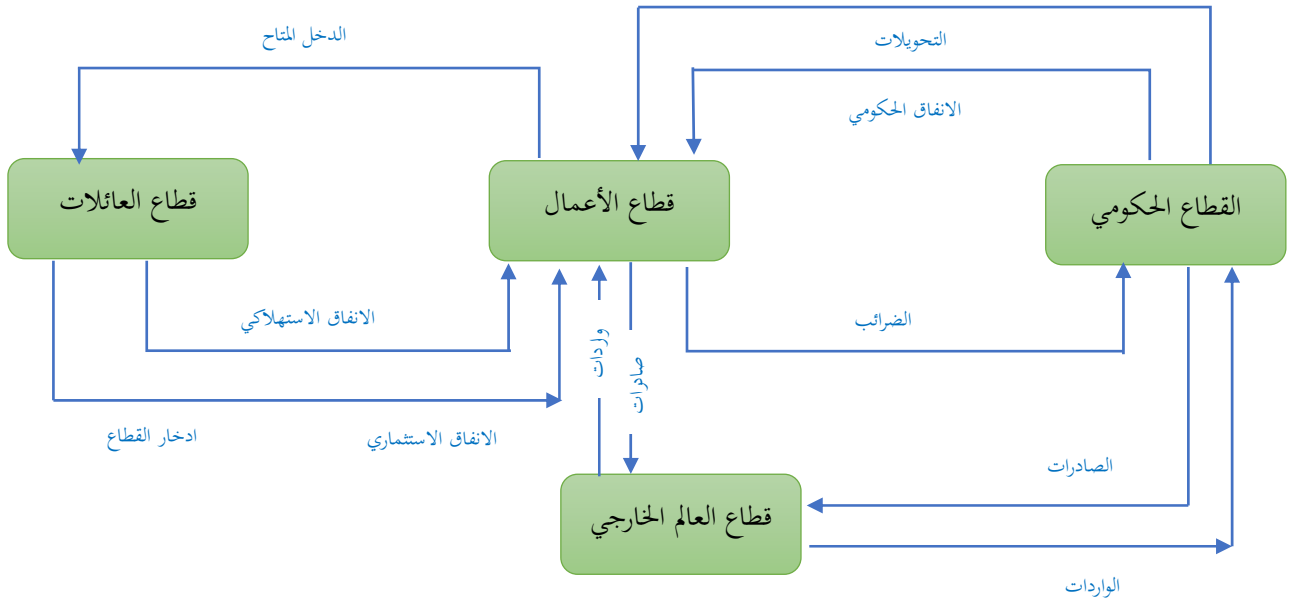 الدخل المتاح
التحويلات
الانفاق الحكومي
القطاع الحكومي
قطاع الأعمال
قطاع العائلات
الضرائب
الانفاق الاستهلاكي
واردات
صادرات
الانفاق الاستثماري
ادخار القطاع
الصادرات
قطاع العالم الخارجي
الواردات